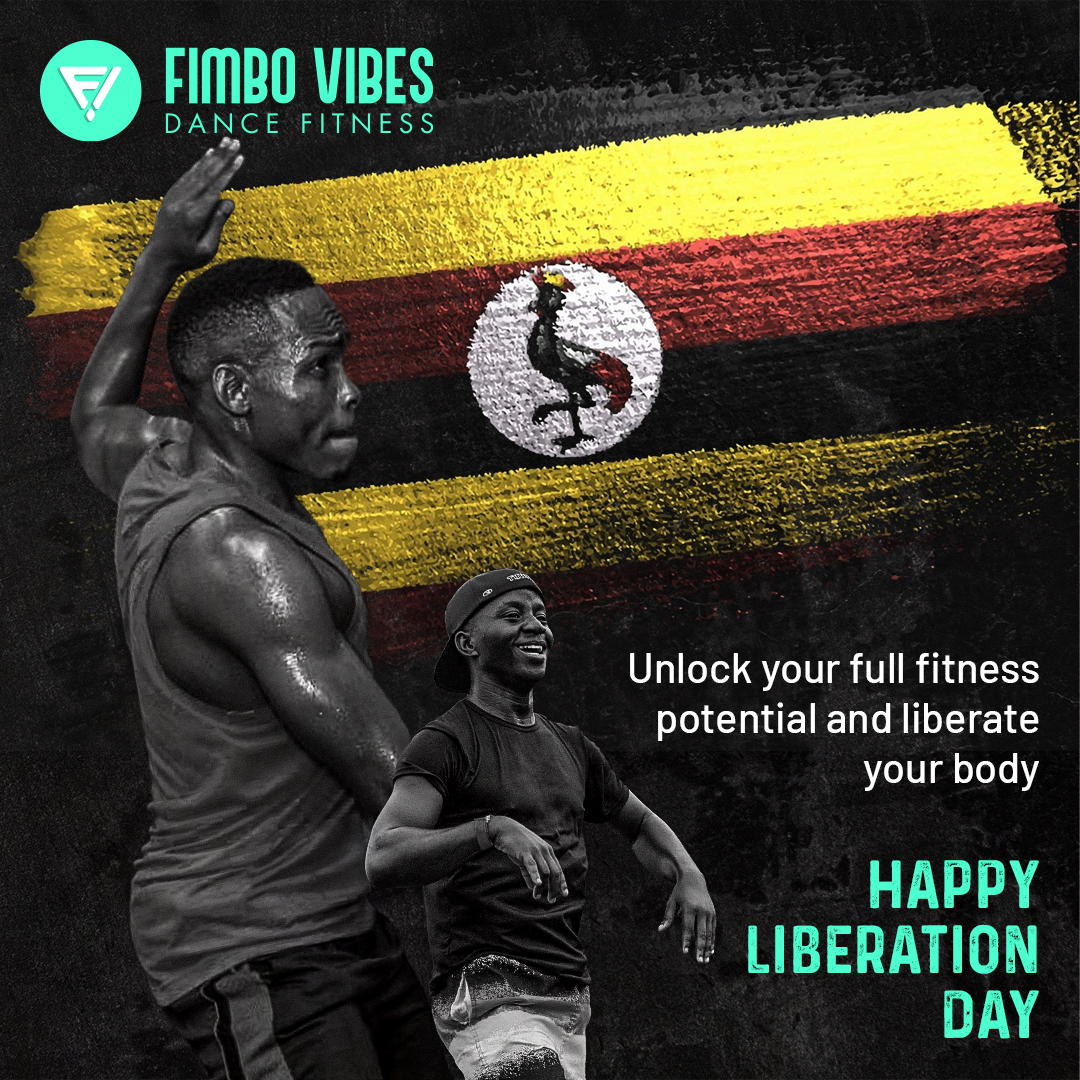 FIMBO VIBES
DANCE FITNESS
Unlock your full fitness
potential and liberate
your body
HAPPY
LIBERATION
DAY